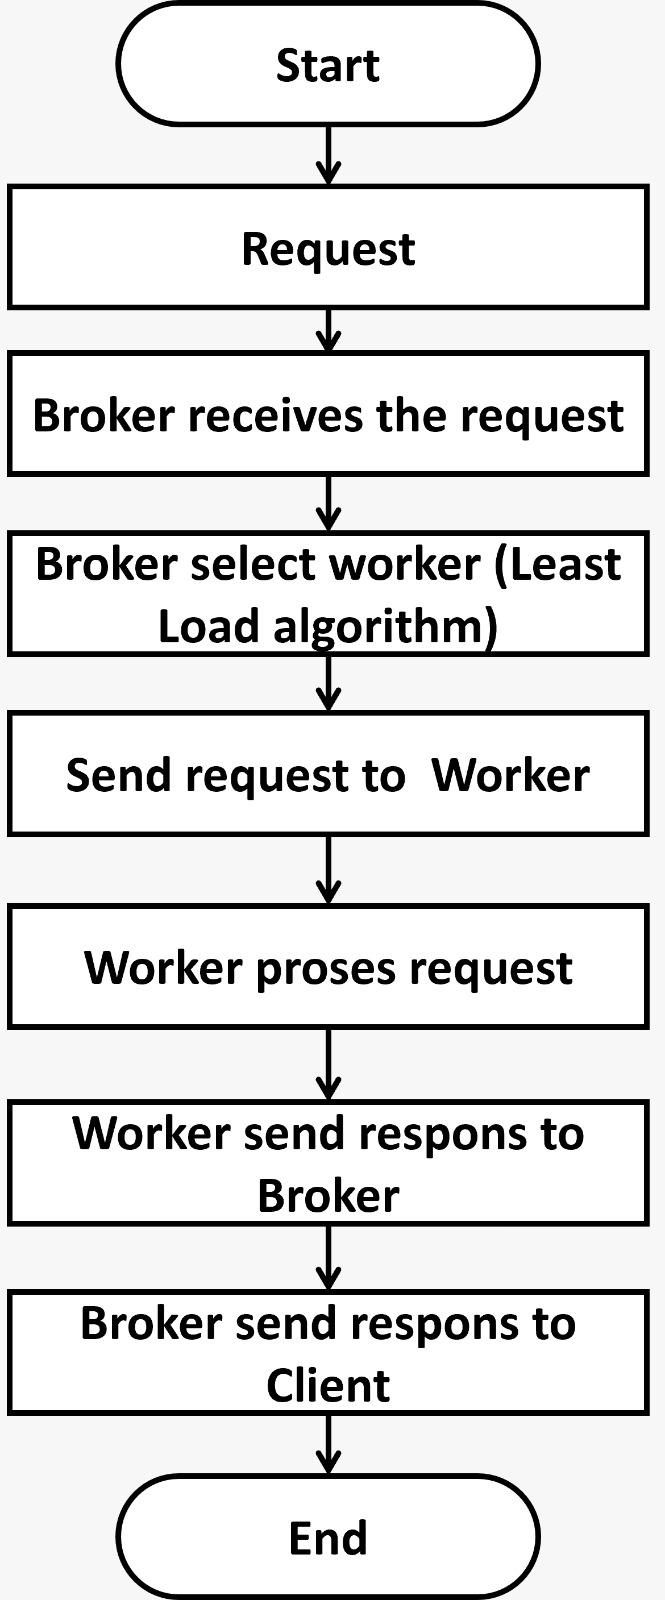 Start
Request
Broker receives the request
Broker select worker (Least
Load algorithm)
Send request to  Worker
Worker proses request
Worker send respons to
Broker
Broker send respons to
Client
End